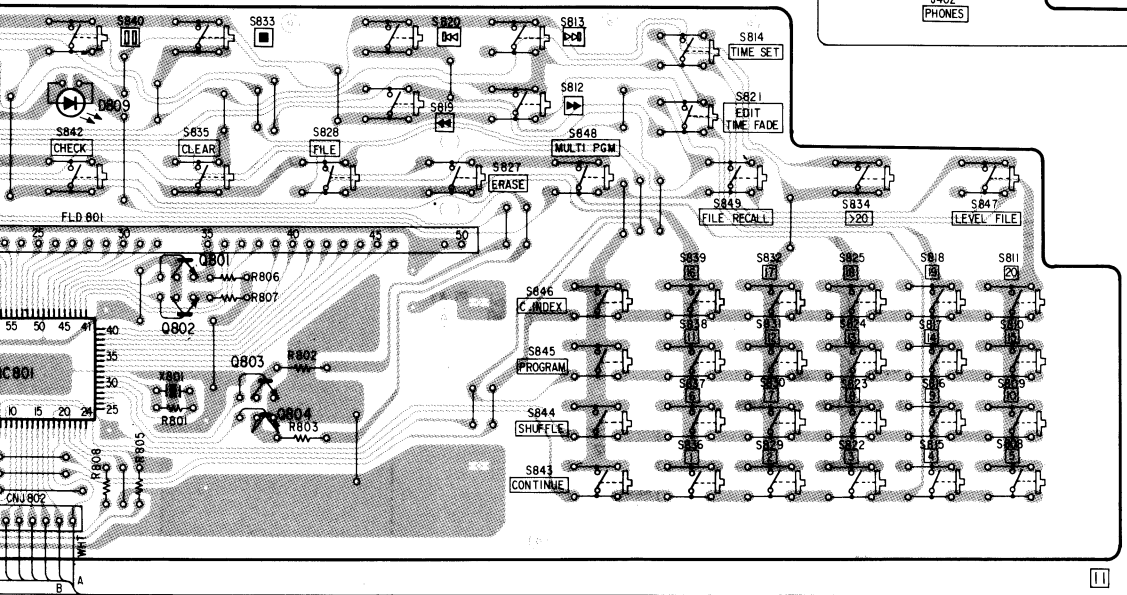 J402
PHONES
S840
S833
S820
S813
S814
TIME SET
D809
S819
S812
S821
EDIT
TIME FADE
S842
CHECK
S835
CLEAR
S828
FILE
S848
MULTI PGM
S827
ERASE
S849
FILE RECALL
S834
>20
S847
LEVEL FILE
FLD 801
25 30 35 40 45 50
Q801
R806
R807
Q802
S839
16
S832
17
S825
18
S818
19
S811
20
S846
C.INDEX
S838
11
S831
12
S824
13
S817
14
S810
15
S845
PROGRAM
S837
6
S830
7
S823
8
S816
9
S809
10
S844
SHUFFLE
S836
1
S829
2
S822
3
S815
4
S808
5
S843
CONTINUE
55 50 45 41
40
35
30
25
IC801
10 15 20 24
X801
R801
Q803
R802
Q804
R803
R808
R805
CNJ802
WHT
A
B
11